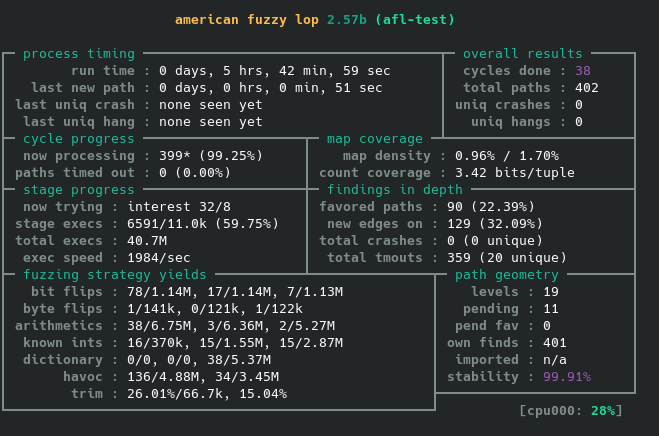 american fuzzy lop 2.57b (afl-test)
process timing overall results
run time : 0 days, 5 hrs, 42 min, 59 sec cycles done : 38
last new path : 0 days, 0 hrs, 0 min, 51 sec total paths : 402
last uniq crash : none seen yet uniq crashes : 0
last uniq hang : none seen yet uniq hangs : 0
cycle progress map coverage
now processing : 399* (99.25%) map density : 0.96% / 1.70%
paths timed out : 0 (0.00%) count coverage : 3.42 bits/tuple
stage progress findings in depth
now trying : interest 32/8 favored paths : 90 (22.39%)
stage execs : 6591/11.0k (59.75%) new edges on : 129 (32.09%)
total execs : 40.7M total crashes : 0 (0 unique)
exec speed : 1984/sec total tmouts : 359 (20 unique)
fuzzing strategy yields path geometry
bit flips : 78/1.14M, 17/1.14M, 7/1.13M levels : 19
byte flips : 1/141k, 0/121k, 1/122k pending : 11
arithmetics : 38/6.75M, 3/6.36M, 2/5.27M pend fav : 0
known ints : 16/370k, 15/1.55M, 15/2.87M own finds : 401
dictionary : 0/0, 0/0, 38/5.37M imported : n/a
havoc : 136/4.88M, 34/3.45M stability : 99.91%
trim : 26.01%/66.7k, 15.04%
[cpu000: 28%]